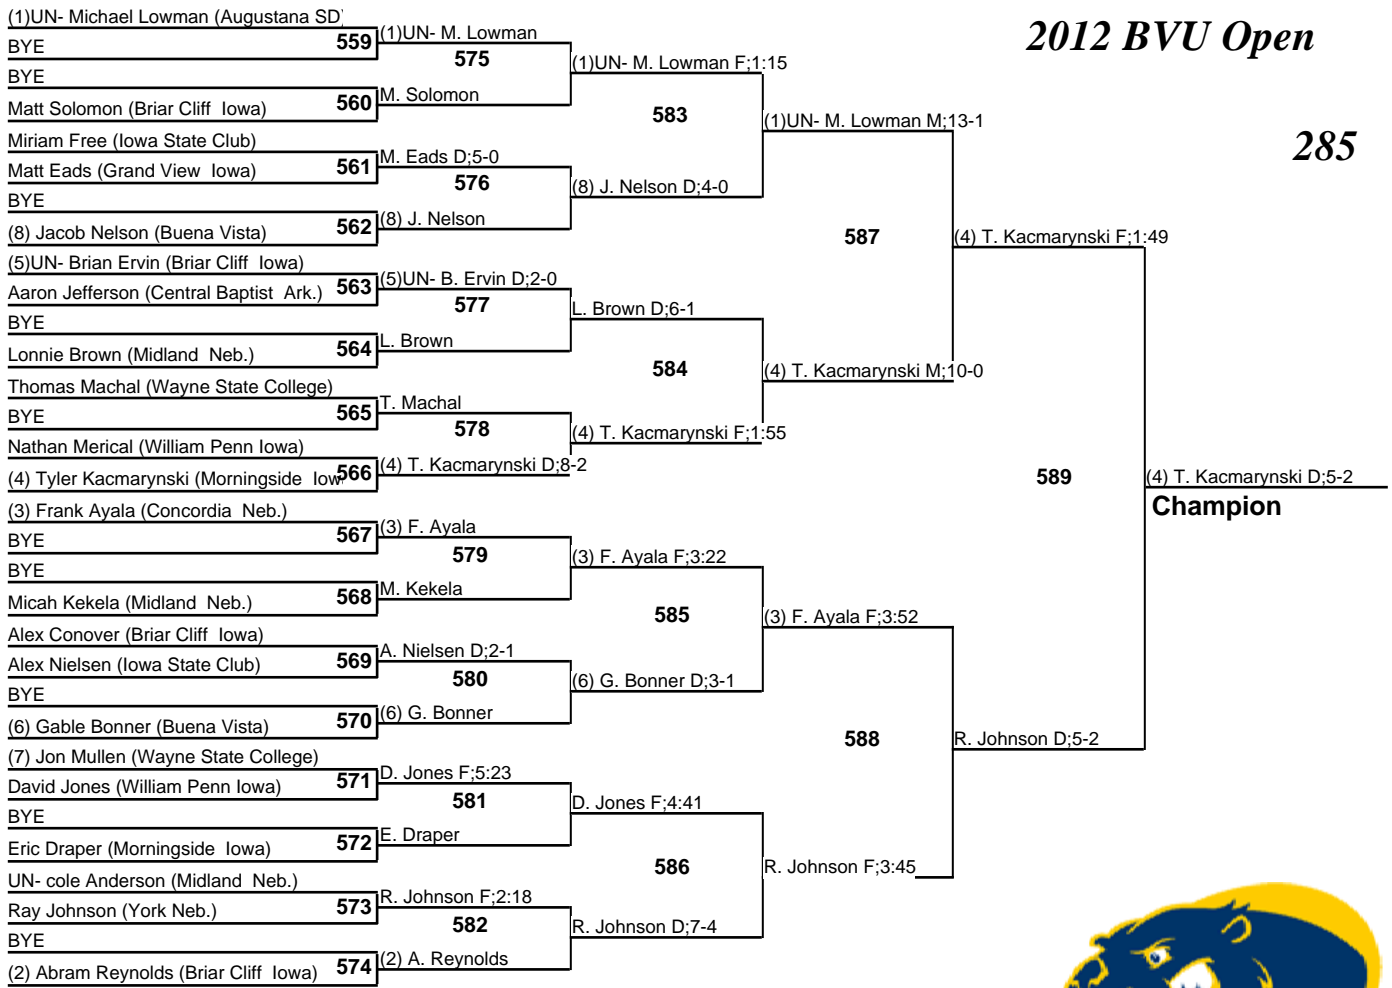 (1)UN- Michael Lowman (Augustana SD)
BYE
559
BYE
Matt Solomon (Briar Cliff Iowa)
560
Miriam Free (Iowa State Club)
Matt Eads (Grand View Iowa)
561
BYE
(8) Jacob Nelson (Buena Vista)
562
(5)UN- Brian Ervin (Briar Cliff Iowa)
Aaron Jefferson (Central Baptist Ark.)
563
BYE
Lonnie Brown (Midland Neb.)
564
Thomas Machal (Wayne State College)
BYE
565
Nathan Merical (William Penn Iowa)
(4) Tyler Kacmarynski (Morningside Iow
566
(3) Frank Ayala (Concordia Neb.)
BYE
567
BYE
Micah Kekela (Midland Neb.)
568
Alex Conover (Briar Cliff Iowa)
Alex Nielsen (Iowa State Club)
569
BYE
(6) Gable Bonner (Buena Vista)
570
(7) Jon Mullen (Wayne State College)
David Jones (William Penn Iowa)
571
BYE
Eric Draper (Morningside Iowa)
572
UN- cole Anderson (Midland Neb.)
Ray Johnson (York Neb.)
573
BYE
(2) Abram Reynolds (Briar Cliff Iowa)
574
(1)UN- M. Lowman
575
M. Solomon
M. Eads D;5-0
576
(8) J. Nelson
(5)UN- B. Ervin D;2-0
577
L. Brown
T. Machal
578
(4) T. Kacmarynski D;8-2
(3) F. Ayala
579
M. Kekela
A. Nielsen D;2-1
580
(6) G. Bonner
D. Jones F;5:23
581
E. Draper
R. Johnson F;2:18
582
(2) A. Reynolds
(1)UN- M. Lowman F;1:15
583
(8) J. Nelson D;4-0
L. Brown D;6-1
584
(4) T. Kacmarynski F;1:55
(3) F. Ayala F;3:22
585
(6) G. Bonner D;3-1
D. Jones F;4:41
586
R. Johnson D;7-4
(1)UN- M. Lowman M;13-1
587
(4) T. Kacmarynski M;10-0
(3) F. Ayala F;3:52
588
R. Johnson F;3:45
(4) T. Kacmarynski F;1:49
589
R. Johnson D;5-2
(4) T. Kacmarynski D;5-2
Champion
2012 BVU Open
285